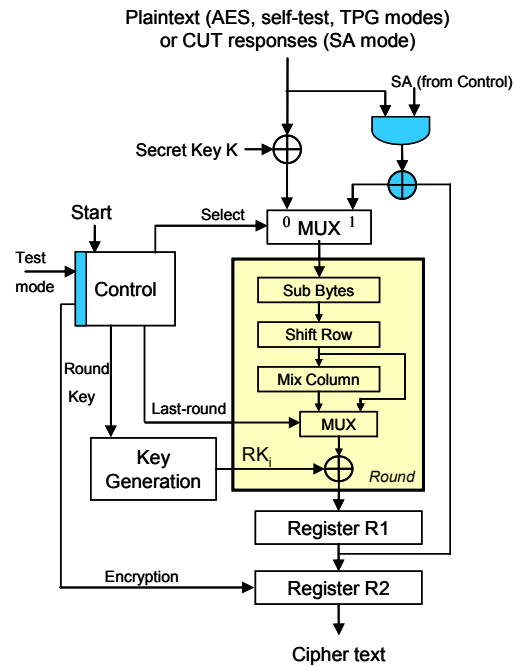 Plaintext (AES, self-test, TPG modes)
or CUT responses (SA mode)
SA (from Control)
Secret Key K
Start
Select
0 MUX 1
Test
mode
Control
Sub Bytes
Shift Row
Round
Key
Mix Column
Last-round
MUX
Key
Generation
RKi
Round
Register R1
Encryption
Register R2
Cipher text